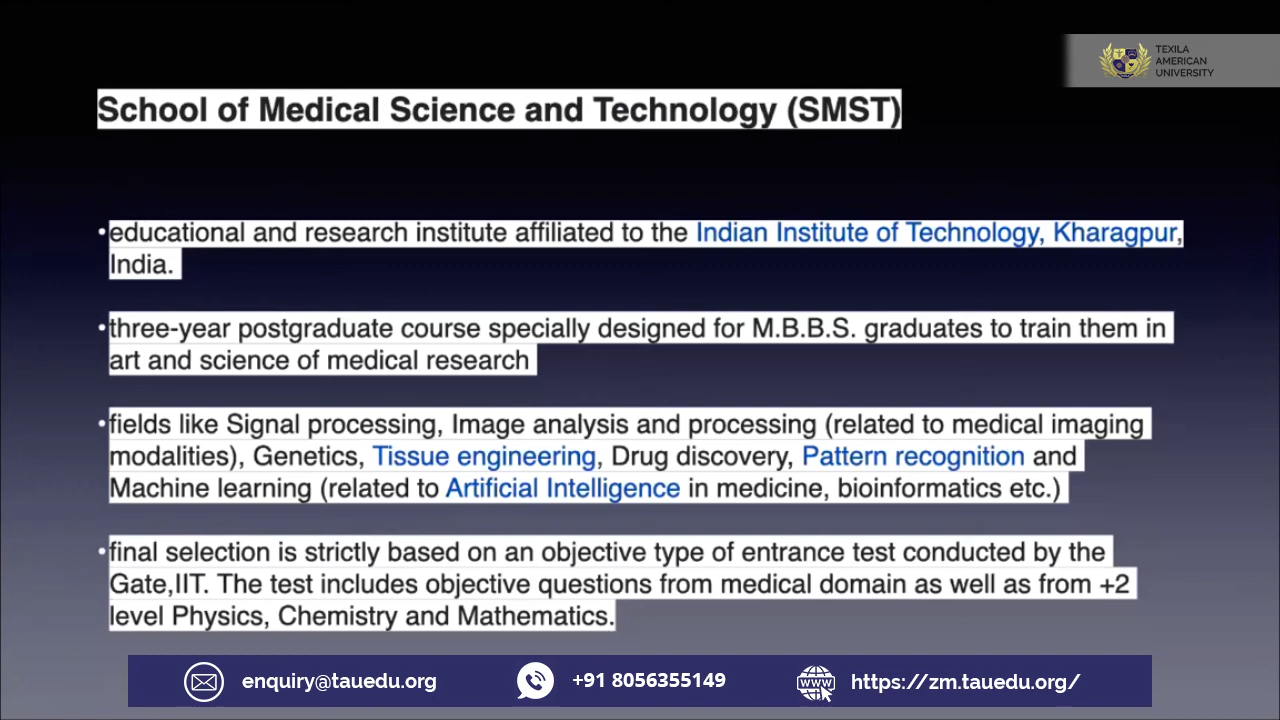 TEXILA
AMERICAN
UNIVERSITY
School of Medical Science and Technology (SMST)
•educational and research institute affiliated to the Indian Institute of Technology, Kharagpur,
India.
•three-year postgraduate course specially designed for M.B.B.S. graduates to train them in
art and science of medical research
•fields like Signal processing, Image analysis and processing (related to medical imaging
modalities), Genetics, Tissue engineering, Drug discovery, Pattern recognition and
Machine learning (related to Artificial Intelligence in medicine, bioinformatics etc.)
•final selection is strictly based on an objective type of entrance test conducted by the
Gate,IIT. The test includes objective questions from medical domain as well as from +2
level Physics, Chemistry and Mathematics.
enquiry@tauedu.org
+91 8056355149
WWW
https://zm.tauedu.org/